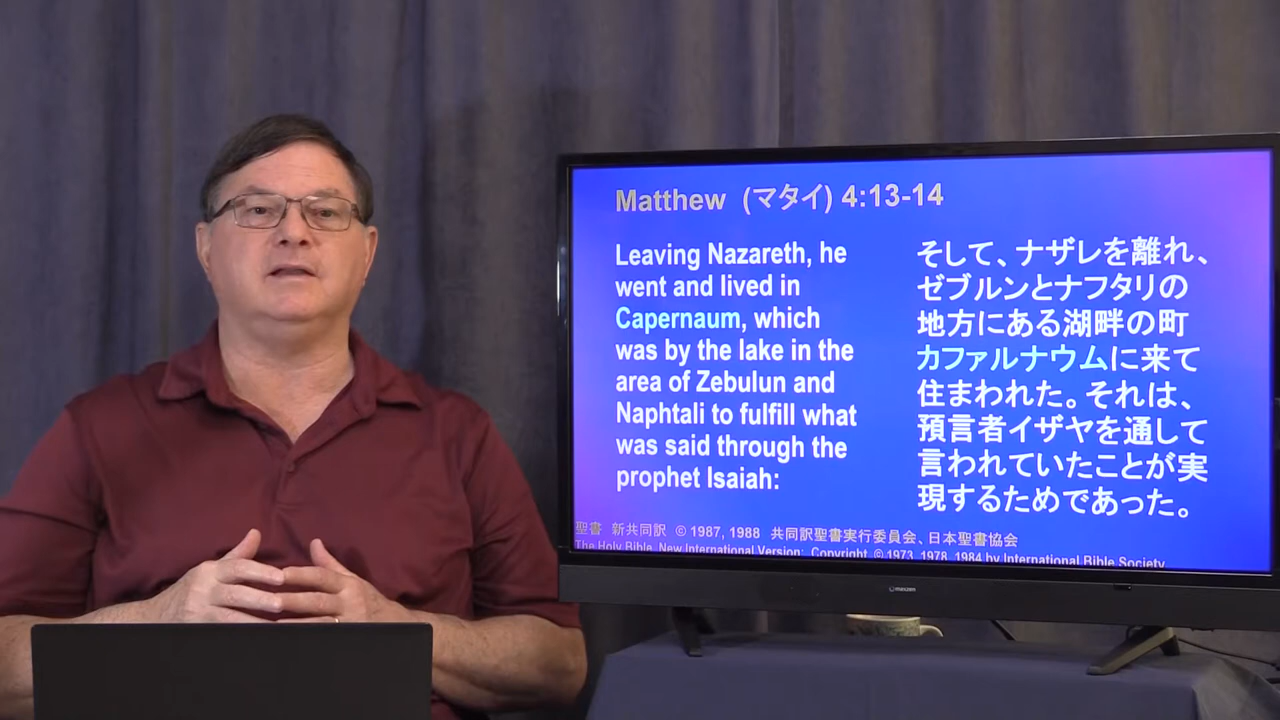 Matthew (マタイ) 4:13-14
Leaving Nazareth, he
went and lived in
Capernaum, which
was by the lake in the
area of Zebulun and
Naphtali to fulfill what
was said through the
prophet Isaiah:
そして、ナザレを離れ、
ゼブルンとナフタリの
地方にある湖畔の町
カファルナウムに来て
住まわれた。それは、
預言者イザヤを通して
言われていたことが実
現するためであった。
聖書 新共同訳 © 1987, 1988 共同訳聖書実行委員会、日本聖書協会
The Holy Bible, New International Version: Copyright © 1973, 1978, 1984 by International Bible Society
maxzen